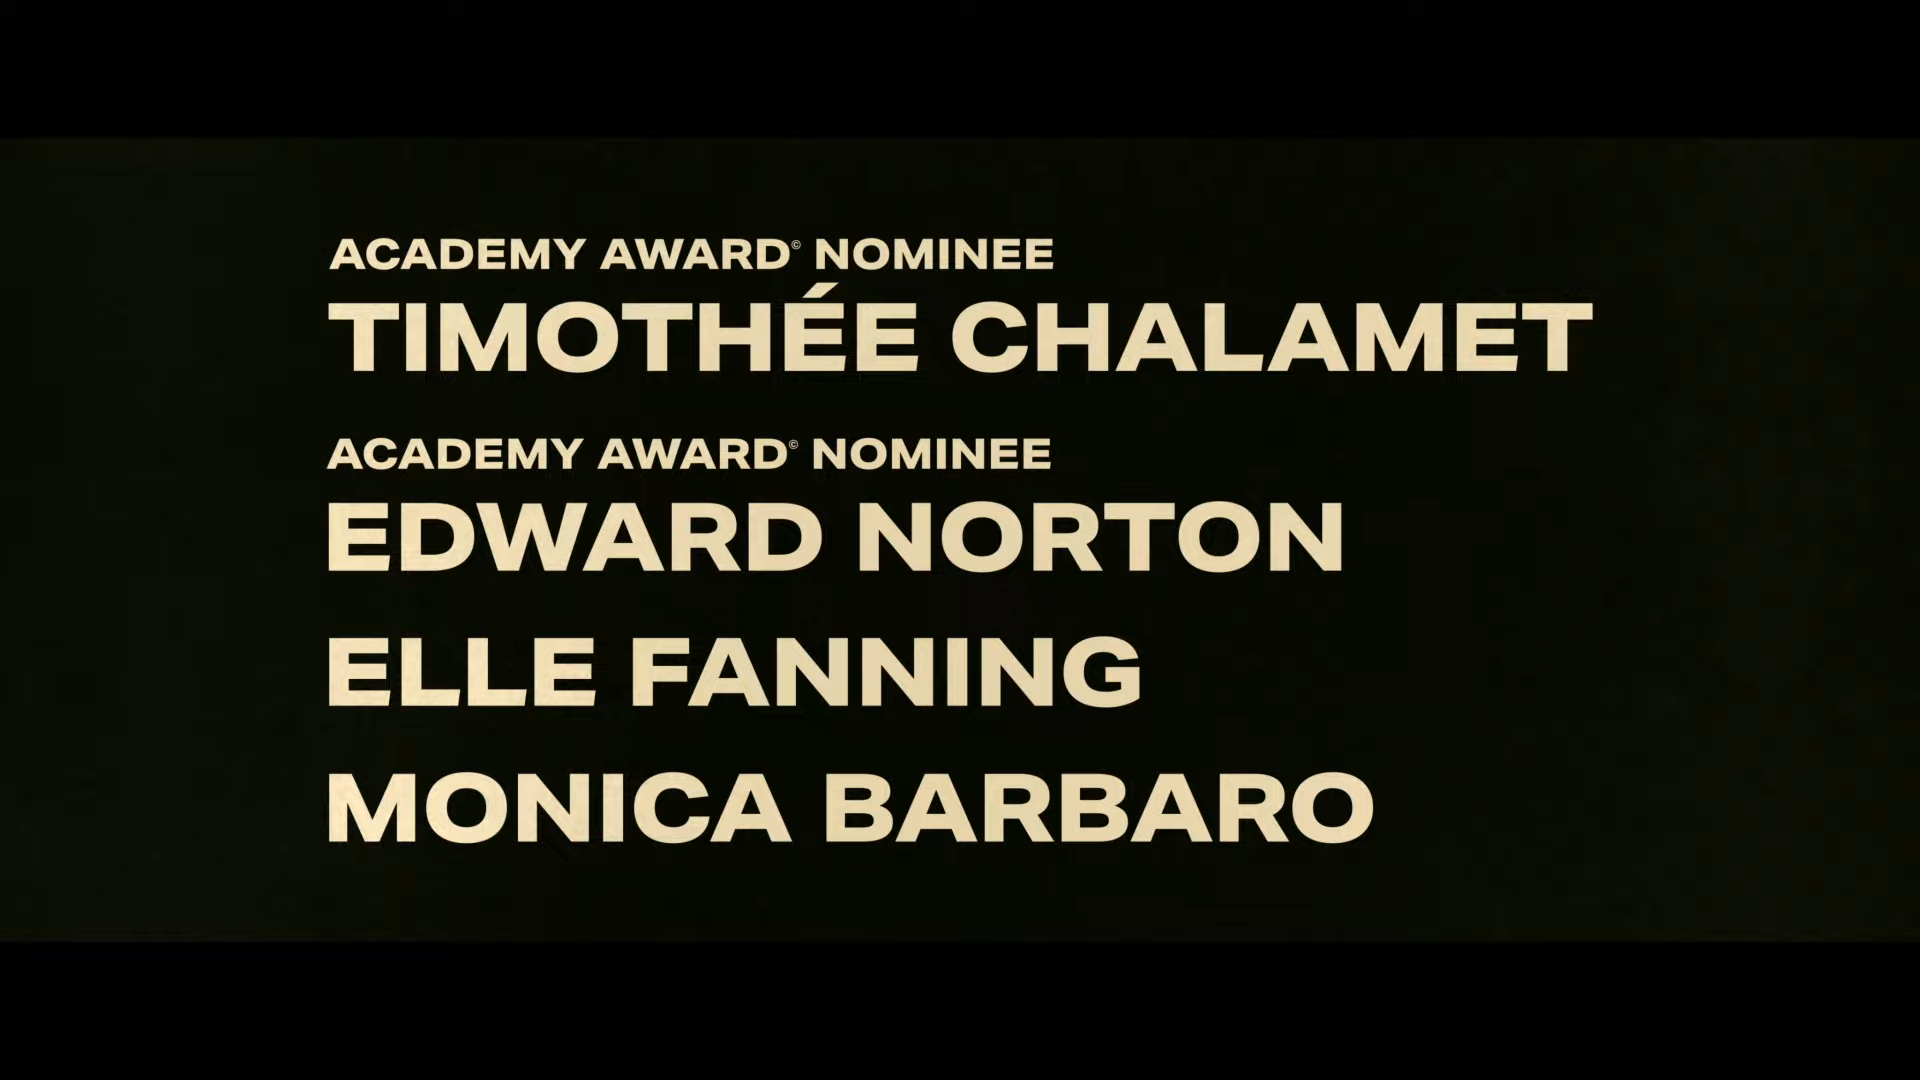 ACADEMY AWARD© NOMINEE
TIMOTHÉE CHALAMET
ACADEMY AWARD© NOMINEE
EDWARD NORTON
ELLE FANNING
MONICA BARBARO